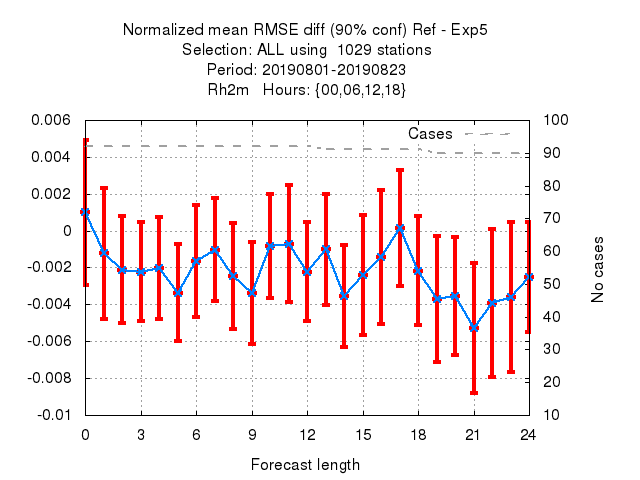 Normalized mean RMSE diff (90% conf) Ref - Exp5
Selection: ALL using  1029 stations
Period: 20190801-20190823
Rh2m   Hours: {00,06,12,18}
Cases
0.006
0.004
0.002
0
-0.002
-0.004
-0.006
-0.008
-0.01
100
90
80
70
60
50
40
30
20
10
No cases
0 3 6 9 12 15 18 21 24
Forecast length